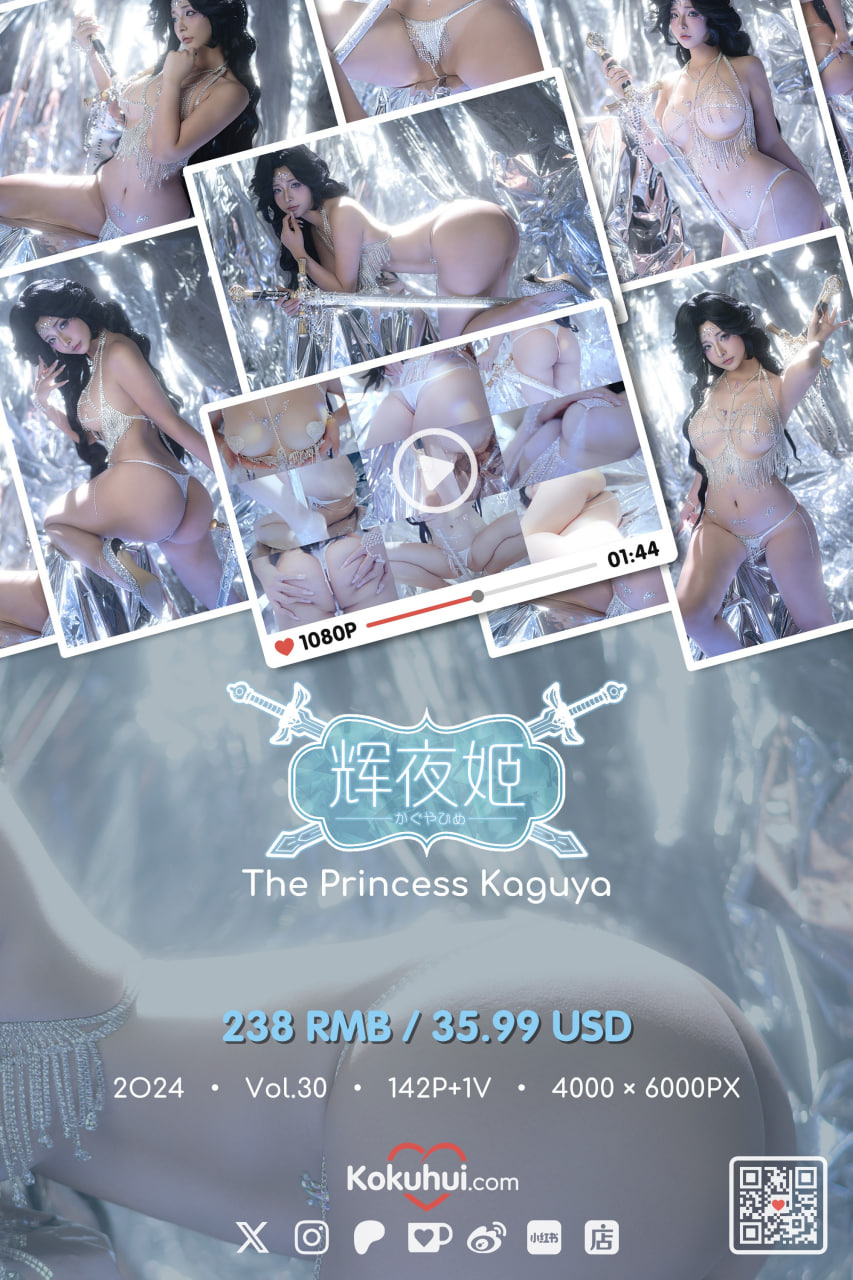 01:44
1080P
辉夜姬
かぐやひめ
The Princess Kaguya
238 RMB / 35.99 USD
2024 • Vol.30 • 142P+1V • 4000 × 6000PX
Kokuhui.com
小红书
店